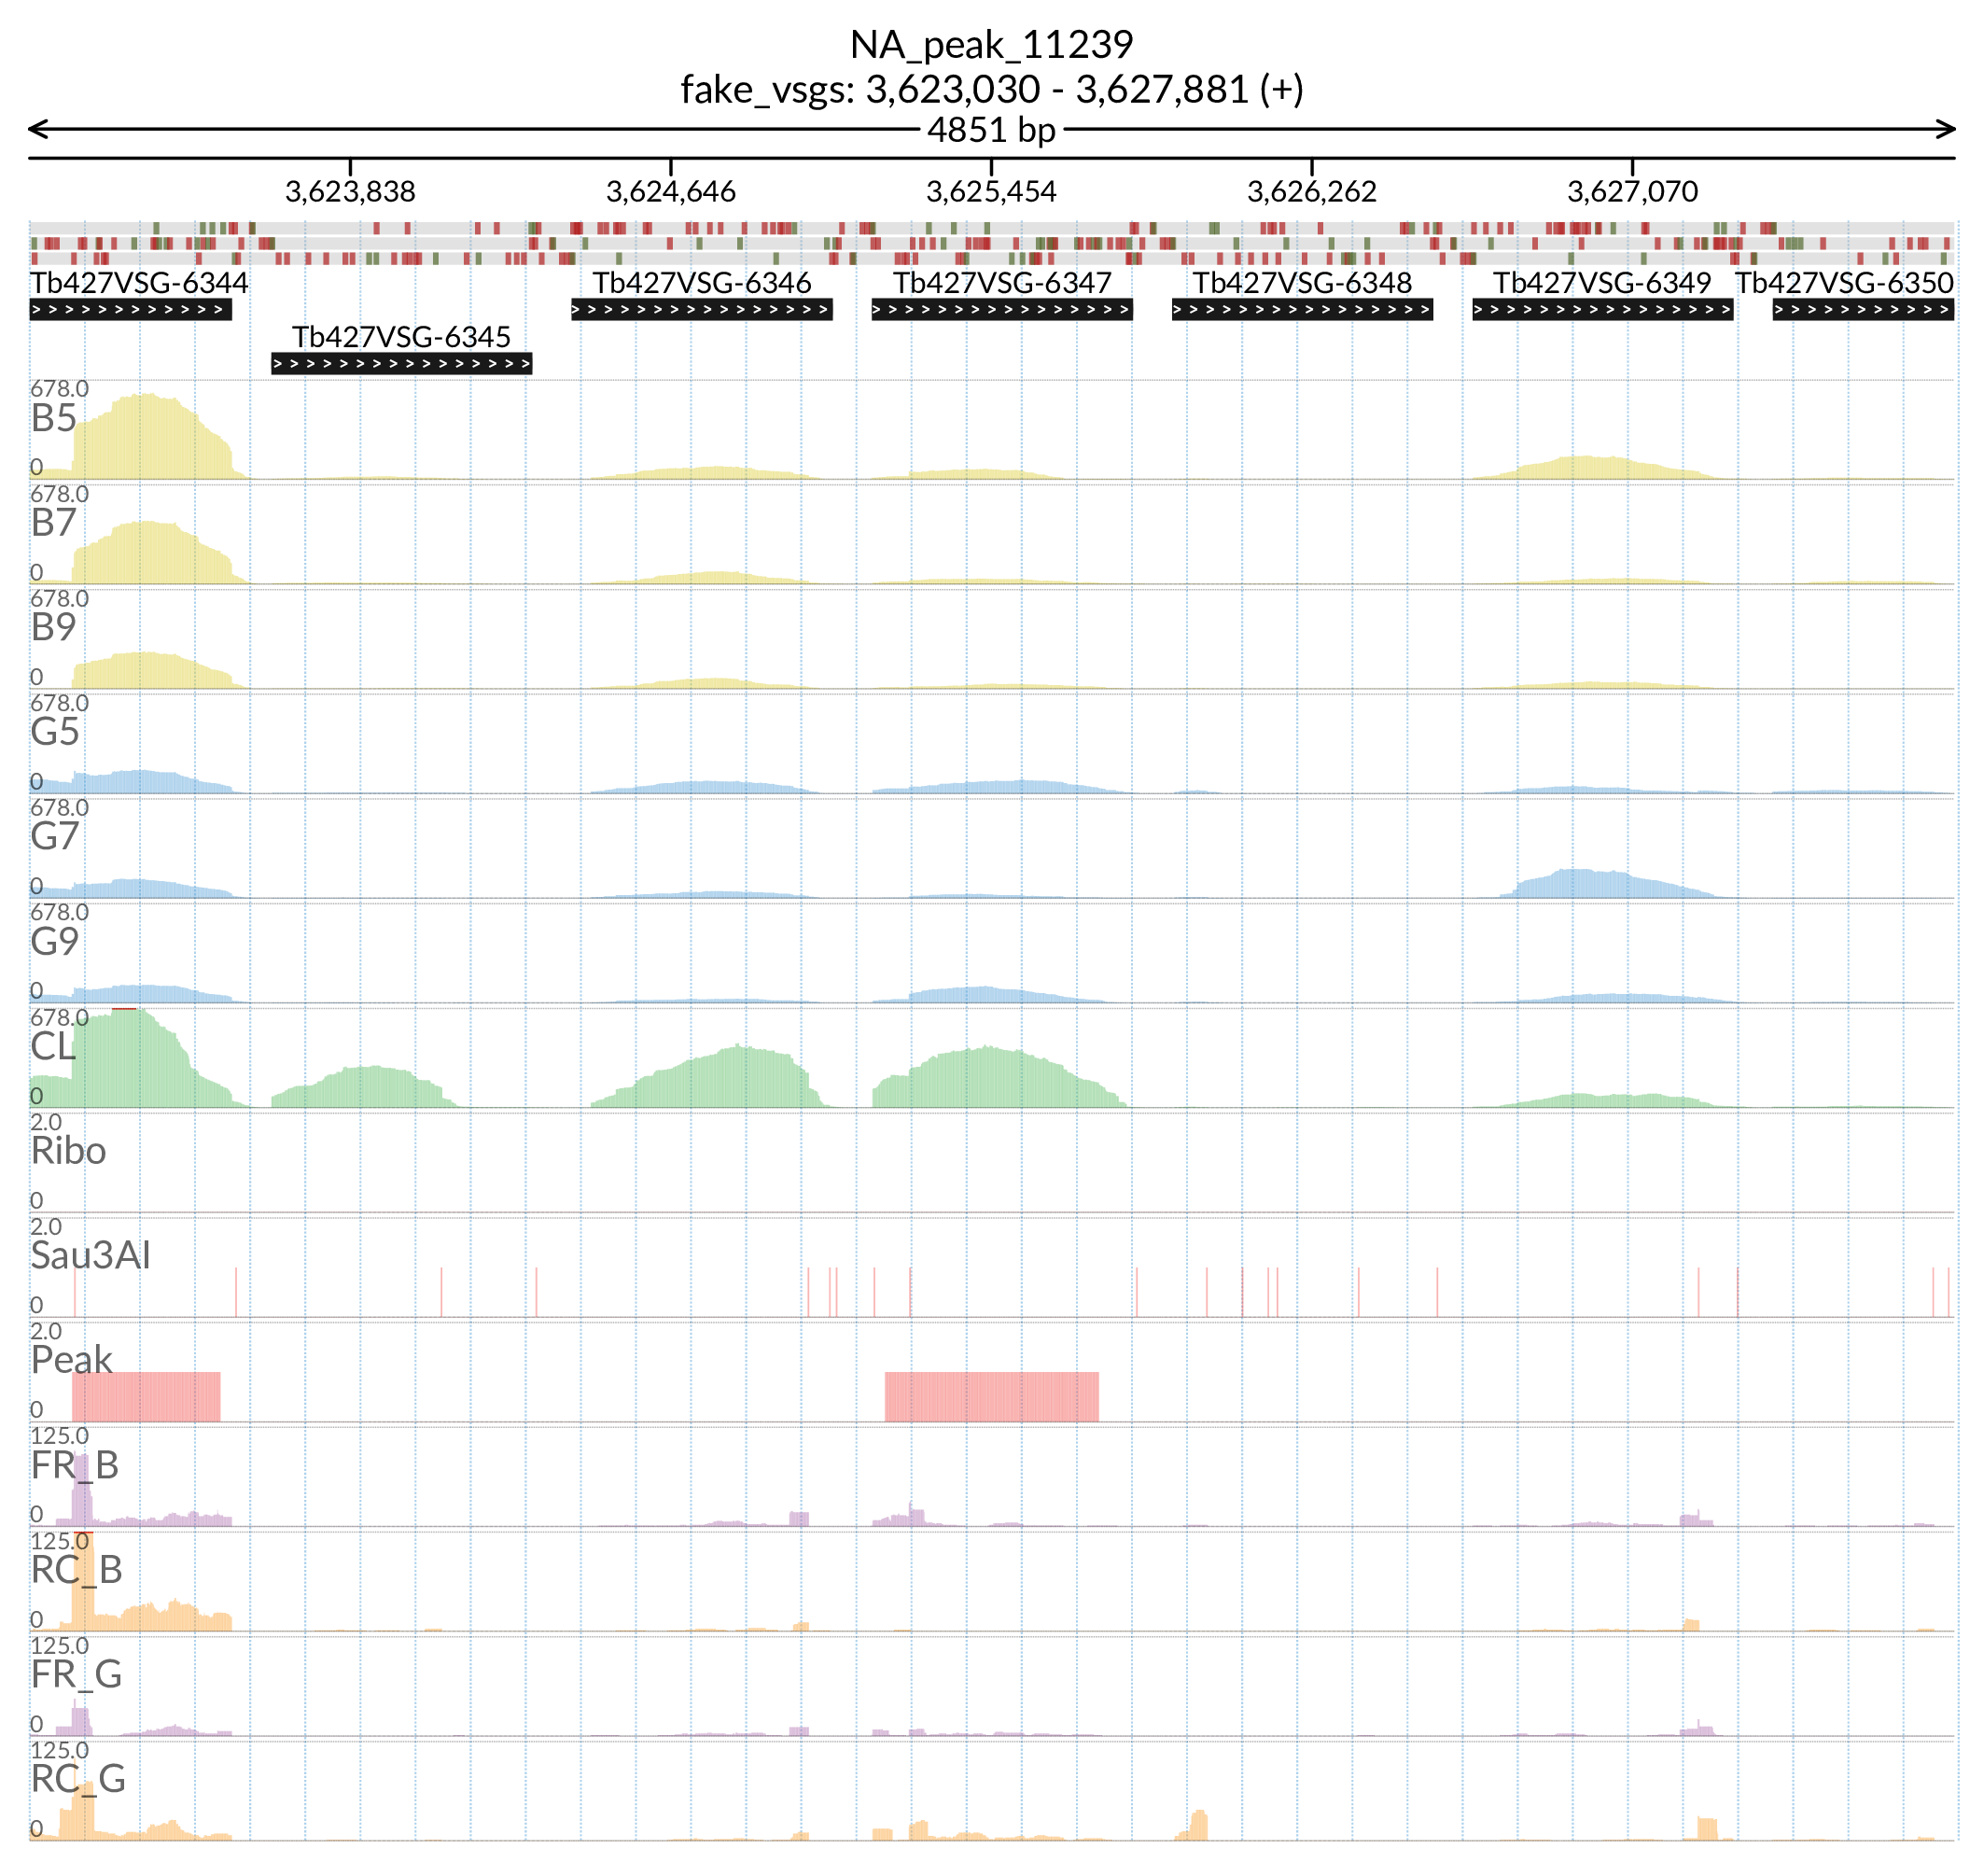 NA_peak_11239
fake_vsgs: 3,623,030 - 3,627,881 (+)
4851 bp
3,623,838 3,624,646 3,625,454 3,626,262 3,627,070
Tb427VSG-6344 Tb427VSG-6346 Tb427VSG-6347 Tb427VSG-6348 Tb427VSG-6349 Tb427VSG-6350
Tb427VSG-6345
678.0
B5
0
678.0
B7
0
678.0
B9
0
678.0
G5
0
678.0
G7
0
678.0
G9
0
678.0
CL
0
2.0
Ribo
0
2.0
Sau3AI
0
2.0
Peak
0
125.0
FR_B
0
125.0
RC_B
0
125.0
FR_G
0
125.0
RC_G
0